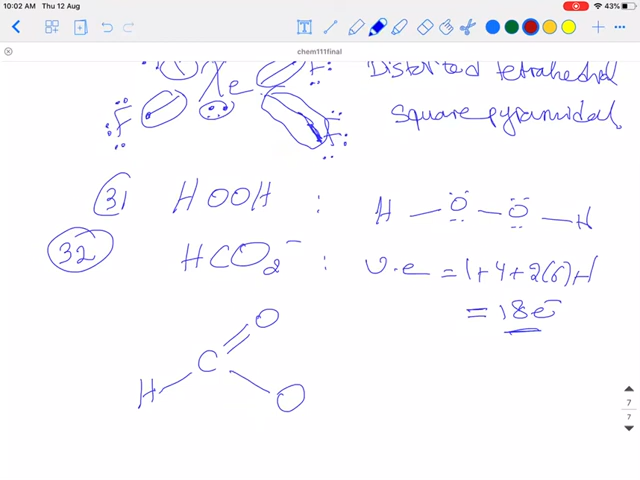 10:02 AM Thu 12 Aug 43%
chem111final
T
Distorted tetrahedral
Xe F
F square pyramidal
F
31 HOOH : H - O - O - H
32 HCO2- : v.e = 1+4+2(6)+1
= 18e-
O
C
H O
7
7